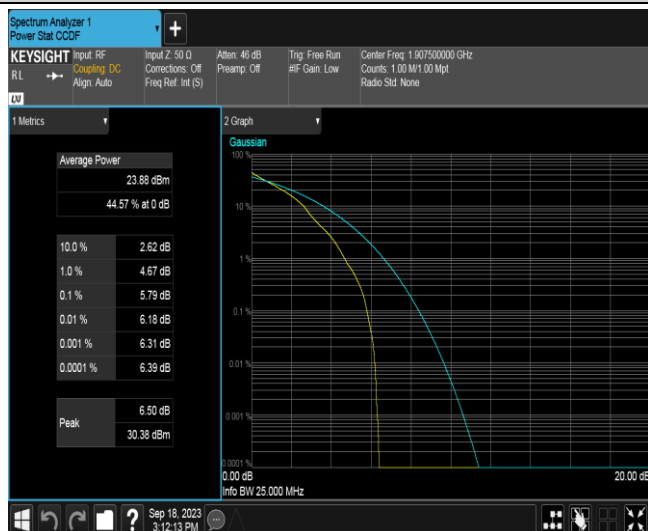 Spectrum Analyzer 1
Power Stat CCDF
KEYSIGHT
RL
LXI
Input: RF
Coupling: DC
Align: Auto
Input Z: 50 Ω
Corrections: Off
Freq Ref: Int (S)
Atten: 46 dB
Preamp: Off
Trig: Free Run
#IF Gain: Low
Center Freq: 1.907500000 GHz
Counts: 1.00 M/1.00 Mpt
Radio Std: None
1 Metrics
Average Power
23.88 dBm
44.57 % at 0 dB
10.0 % 2.62 dB
1.0 % 4.67 dB
0.1 % 5.79 dB
0.01 % 6.18 dB
0.001 % 6.31 dB
0.0001 % 6.39 dB
Peak
6.50 dB
30.38 dBm
2 Graph
Gaussian
100 %
10 %
1 %
0.1 %
0.01 %
0.001 %
0.0001 %
0.00 dB 20.00 dB
Info BW 25.000 MHz
Sep 18, 2023
3:12:13 PM